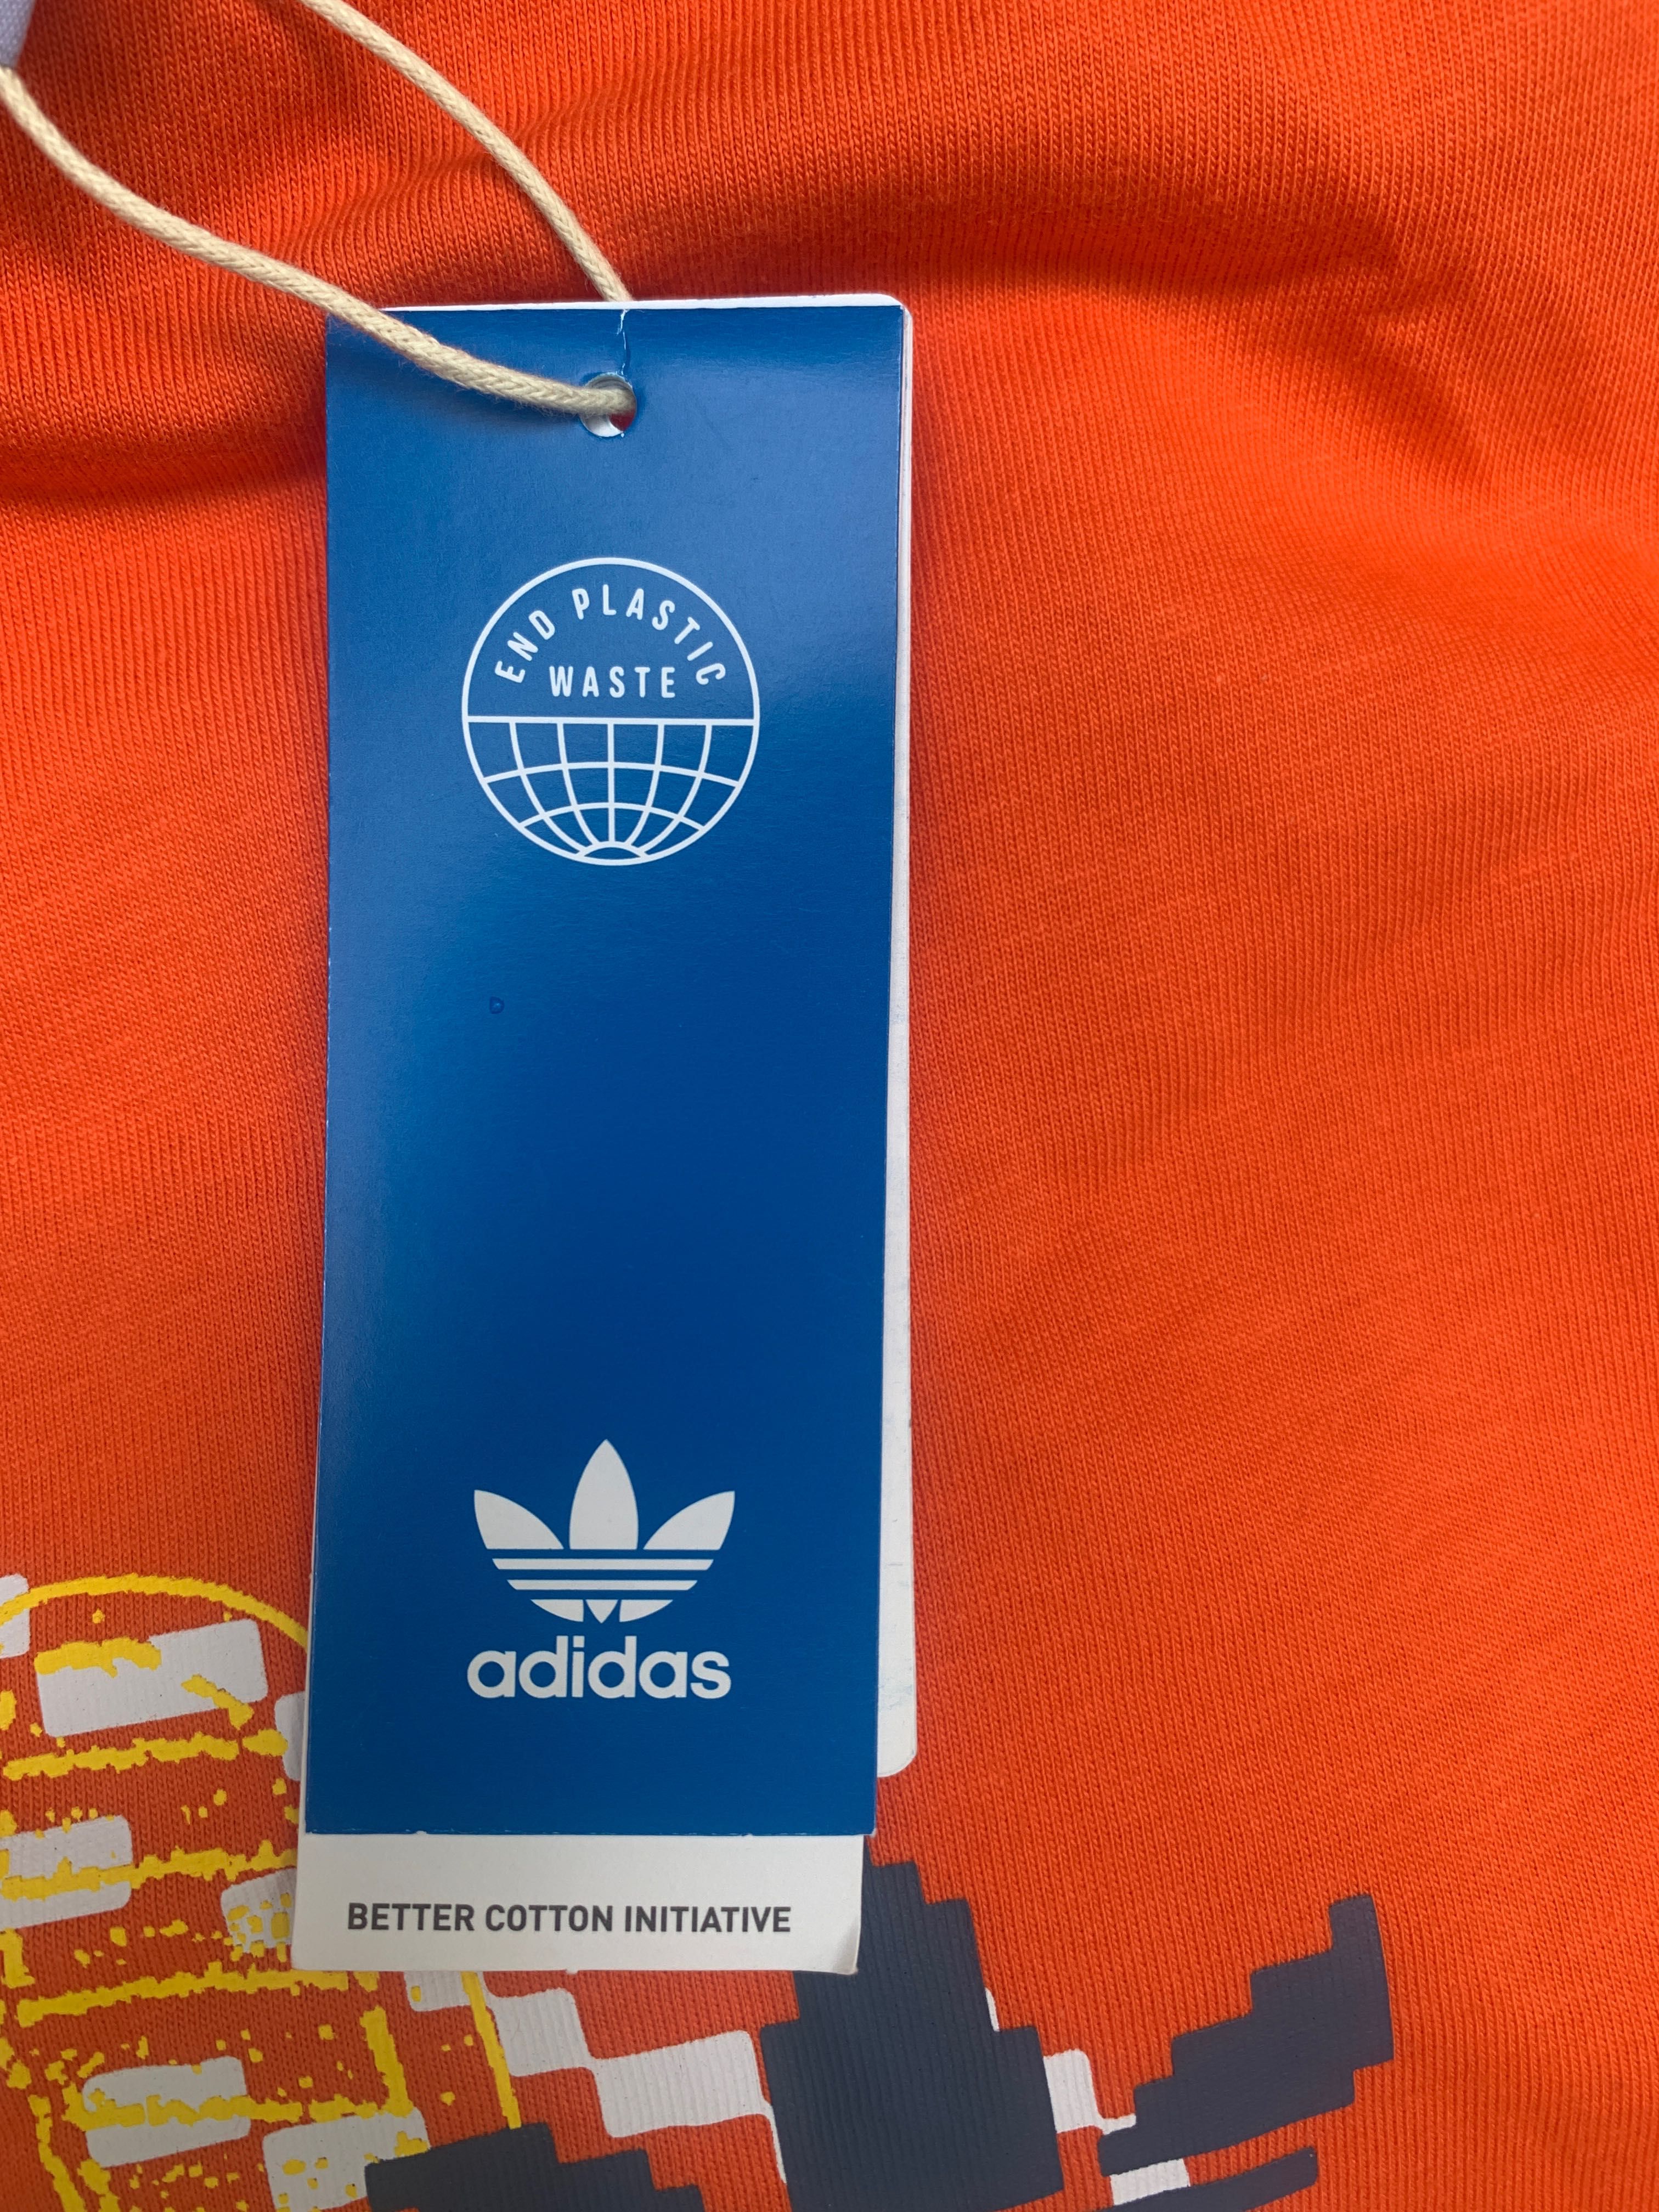 END PLASTIC
WASTE
adidas
BETTER COTTON INITIATIVE